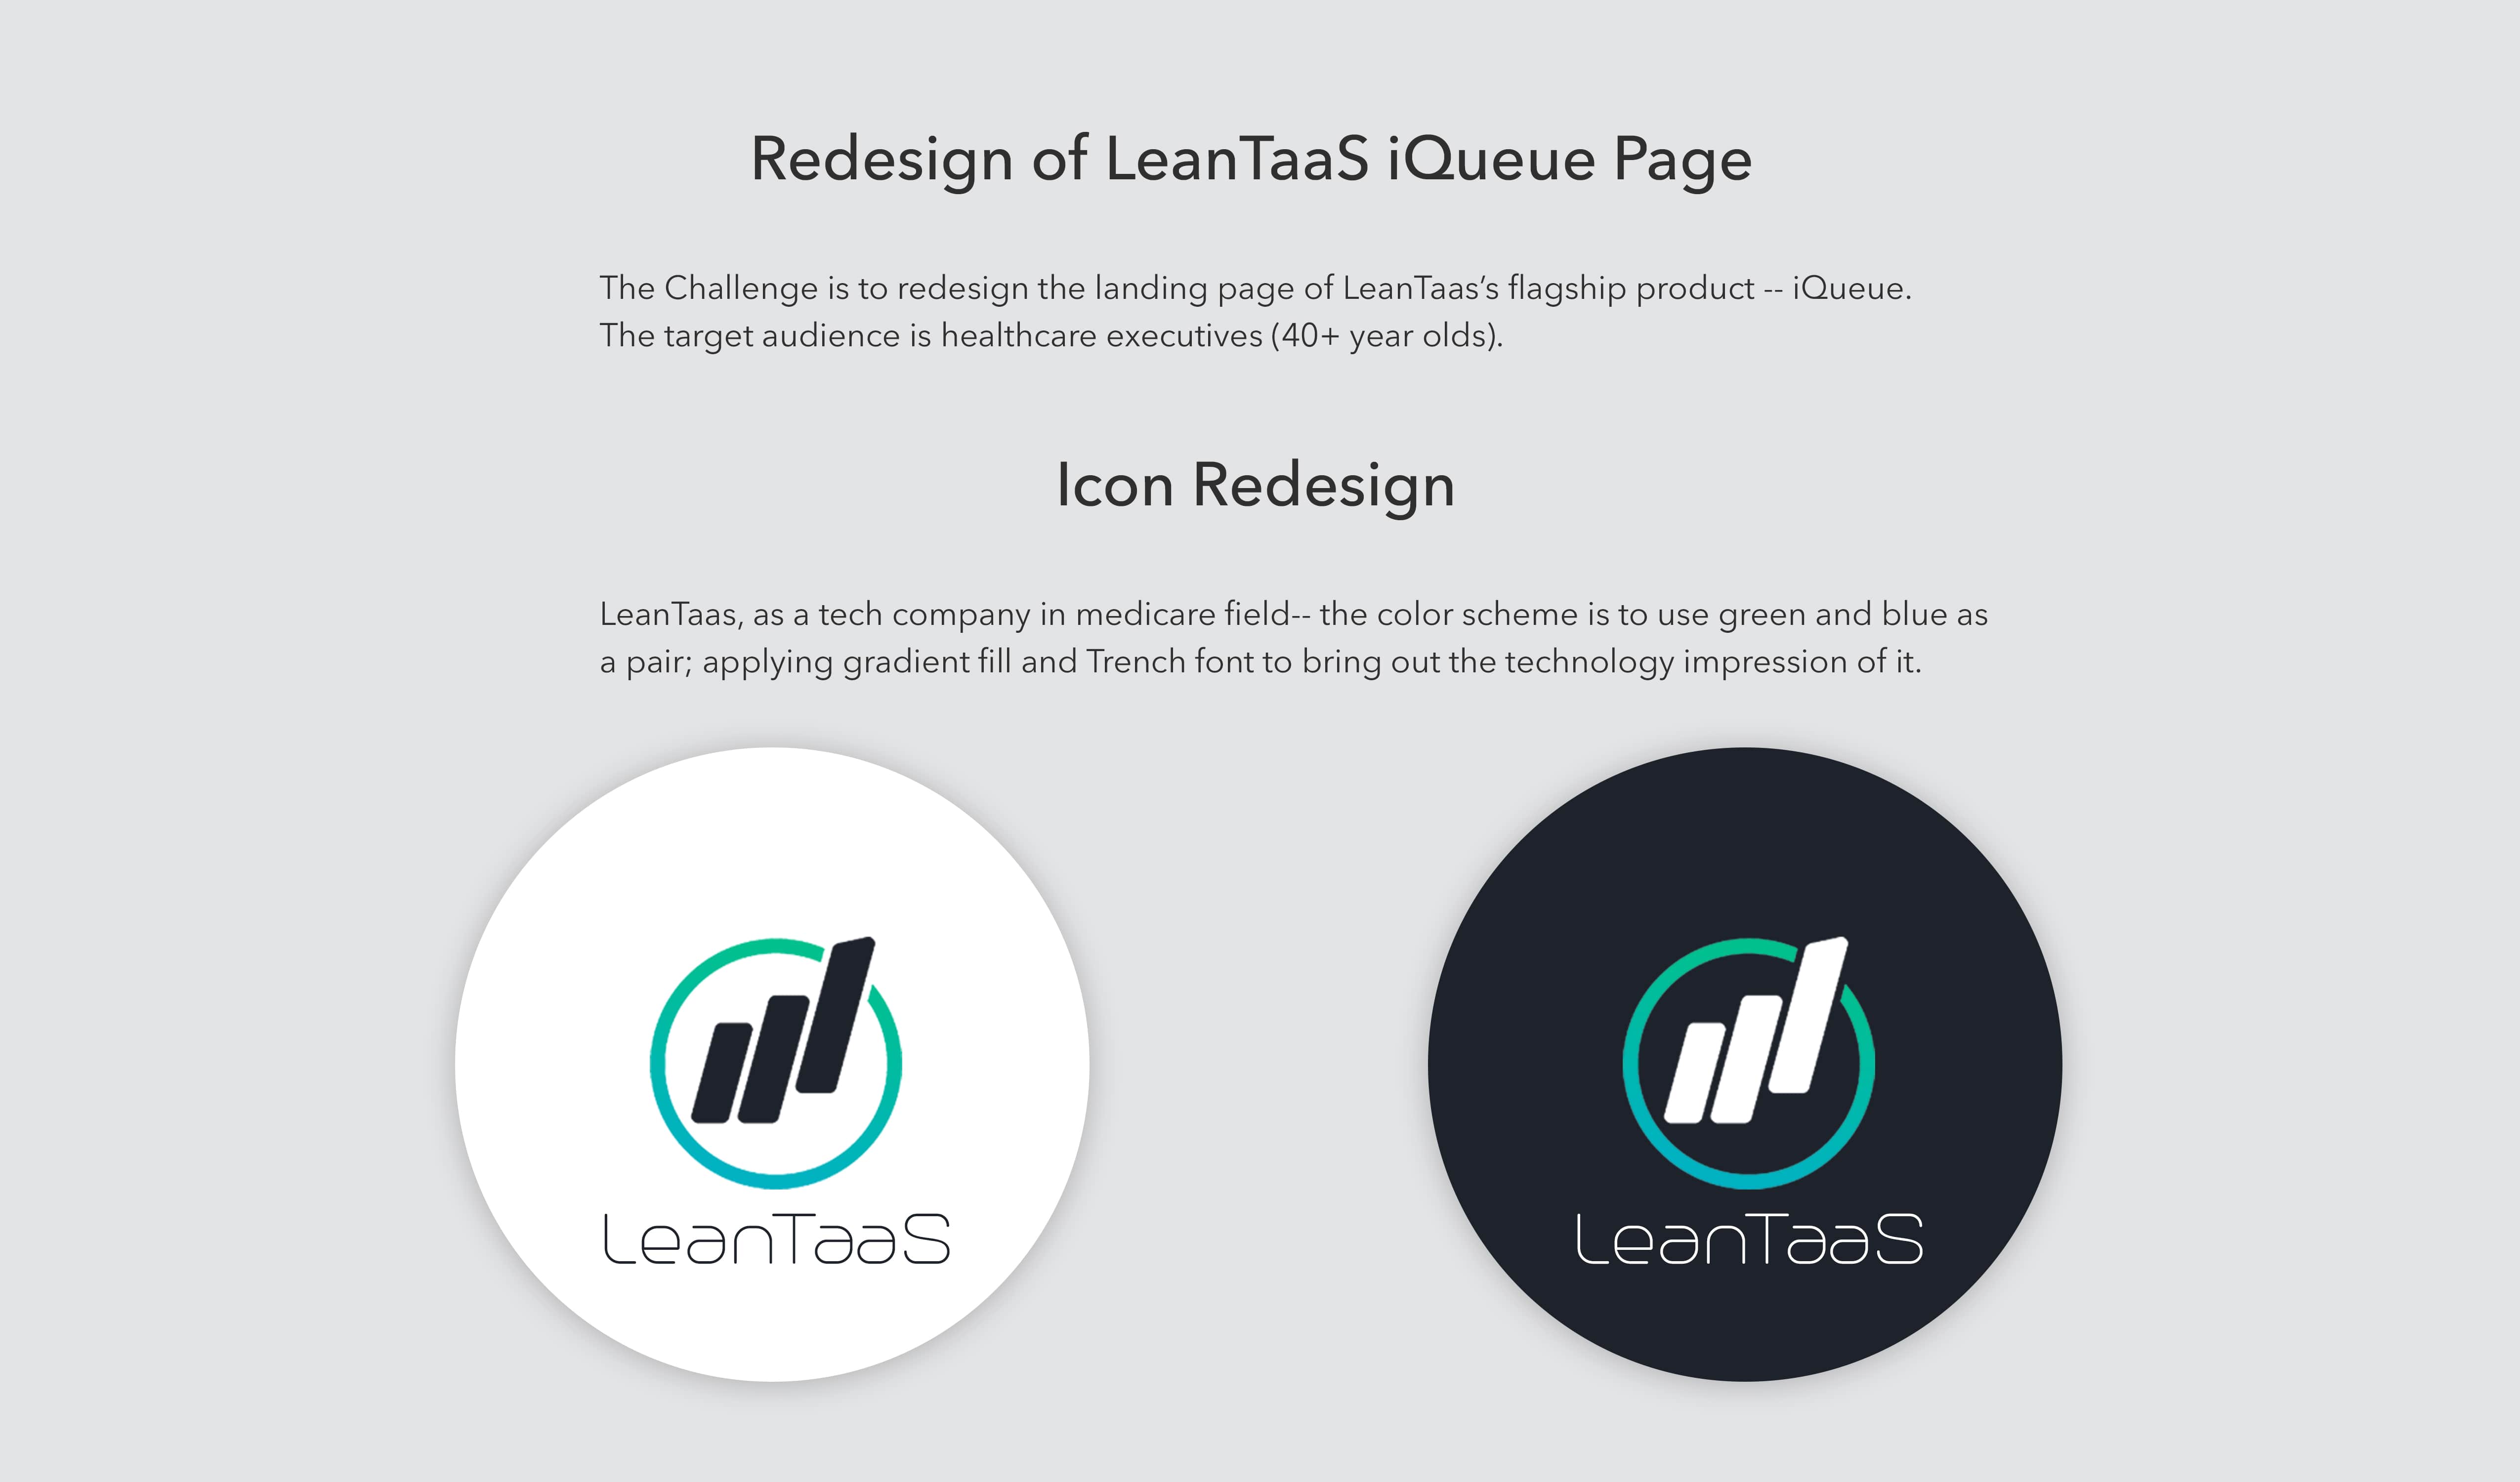 Redesign of LeanTaaS iQueue Page
The Challenge is to redesign the landing page of LeanTaas’s flagship product -- iQueue.
The target audience is healthcare executives (40+ year olds).
Icon Redesign
LeanTaas, as a tech company in medicare field-- the color scheme is to use green and blue as
a pair; applying gradient fill and Trench font to bring out the technology impression of it.
LeanTaaS
LeanTaaS